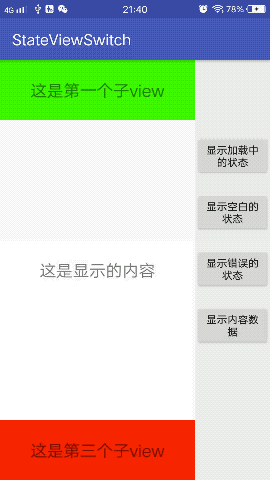 4G 21:40 78%
StateViewSwitch
这是第一个子view
显示加载中
的状态
显示空白的
状态
这是显示的内容
显示错误的
状态
显示内容数
据
这是第三个子view